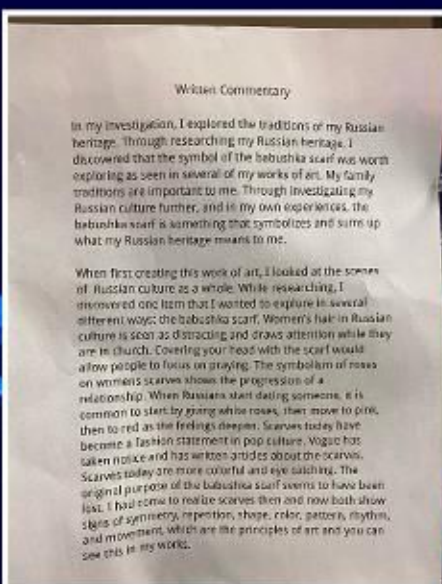 Written Commentary
In my investigation, I explored the traditions of my Russian
heritage. Through researching my Russian heritage, I
discovered that the symbol of the babushka scarf was worth
exploring as seen in several of my works of art. My family
traditions are important to me. Through investigating my
Russian culture further, and in my own experiences, the
babushka scarf is something that symbolizes and sums up
what my Russian heritage means to me.
When first creating this work of art, I looked at the scenes
of Russian culture as a whole. While researching, I
discovered one item that I wanted to explore in several
different ways: the babushka scarf. Women's hair in Russian
culture is seen as distracting and draws attention while they
are in church. Covering your head with the scarf would
allow people to focus on praying. The symbolism of roses
on womens scarves shows the progression of a
relationship. When Russians start dating someone, it is
common to start by giving white roses, then move to pink,
then to red as the feelings deepen. Scarves today have
become a fashion statement in pop culture. Vogue has
taken notice and has written articles about the scarves.
Scarves today are more colorful and eye catching. The
original purpose of the babushka scarf seems to have been
lost. I had come to realize scarves then and now both show
signs of symmetry, repetition, shape, color, pattern, rhythm,
and movement, which are the principles of art and you can
see this in my works.